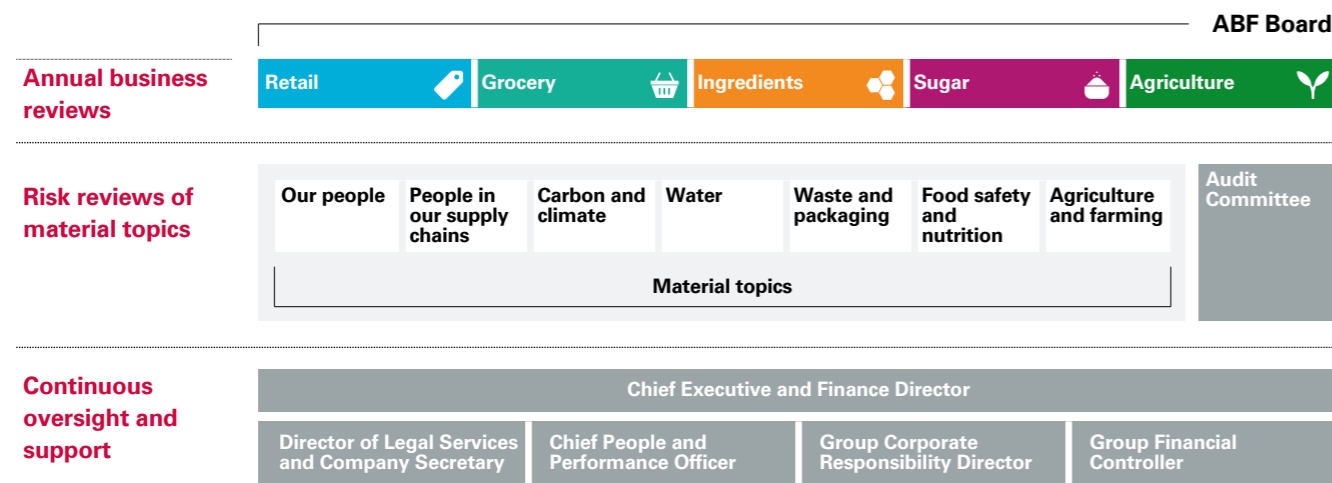 ABF Board
Annual business
reviews
Retail
Grocery
Ingredients
Sugar
Agriculture
Risk reviews of
material topics
Our people
People in
our supply
chains
Carbon and
climate
Water
Waste and
packaging
Food safety
and
nutrition
Agriculture
and farming
Material topics
Audit
Committee
Continuous
oversight and
support
Chief Executive and Finance Director
Director of Legal Services
and Company Secretary
Chief People and
Performance Officer
Group Corporate
Responsibility Director
Group Financial
Controller